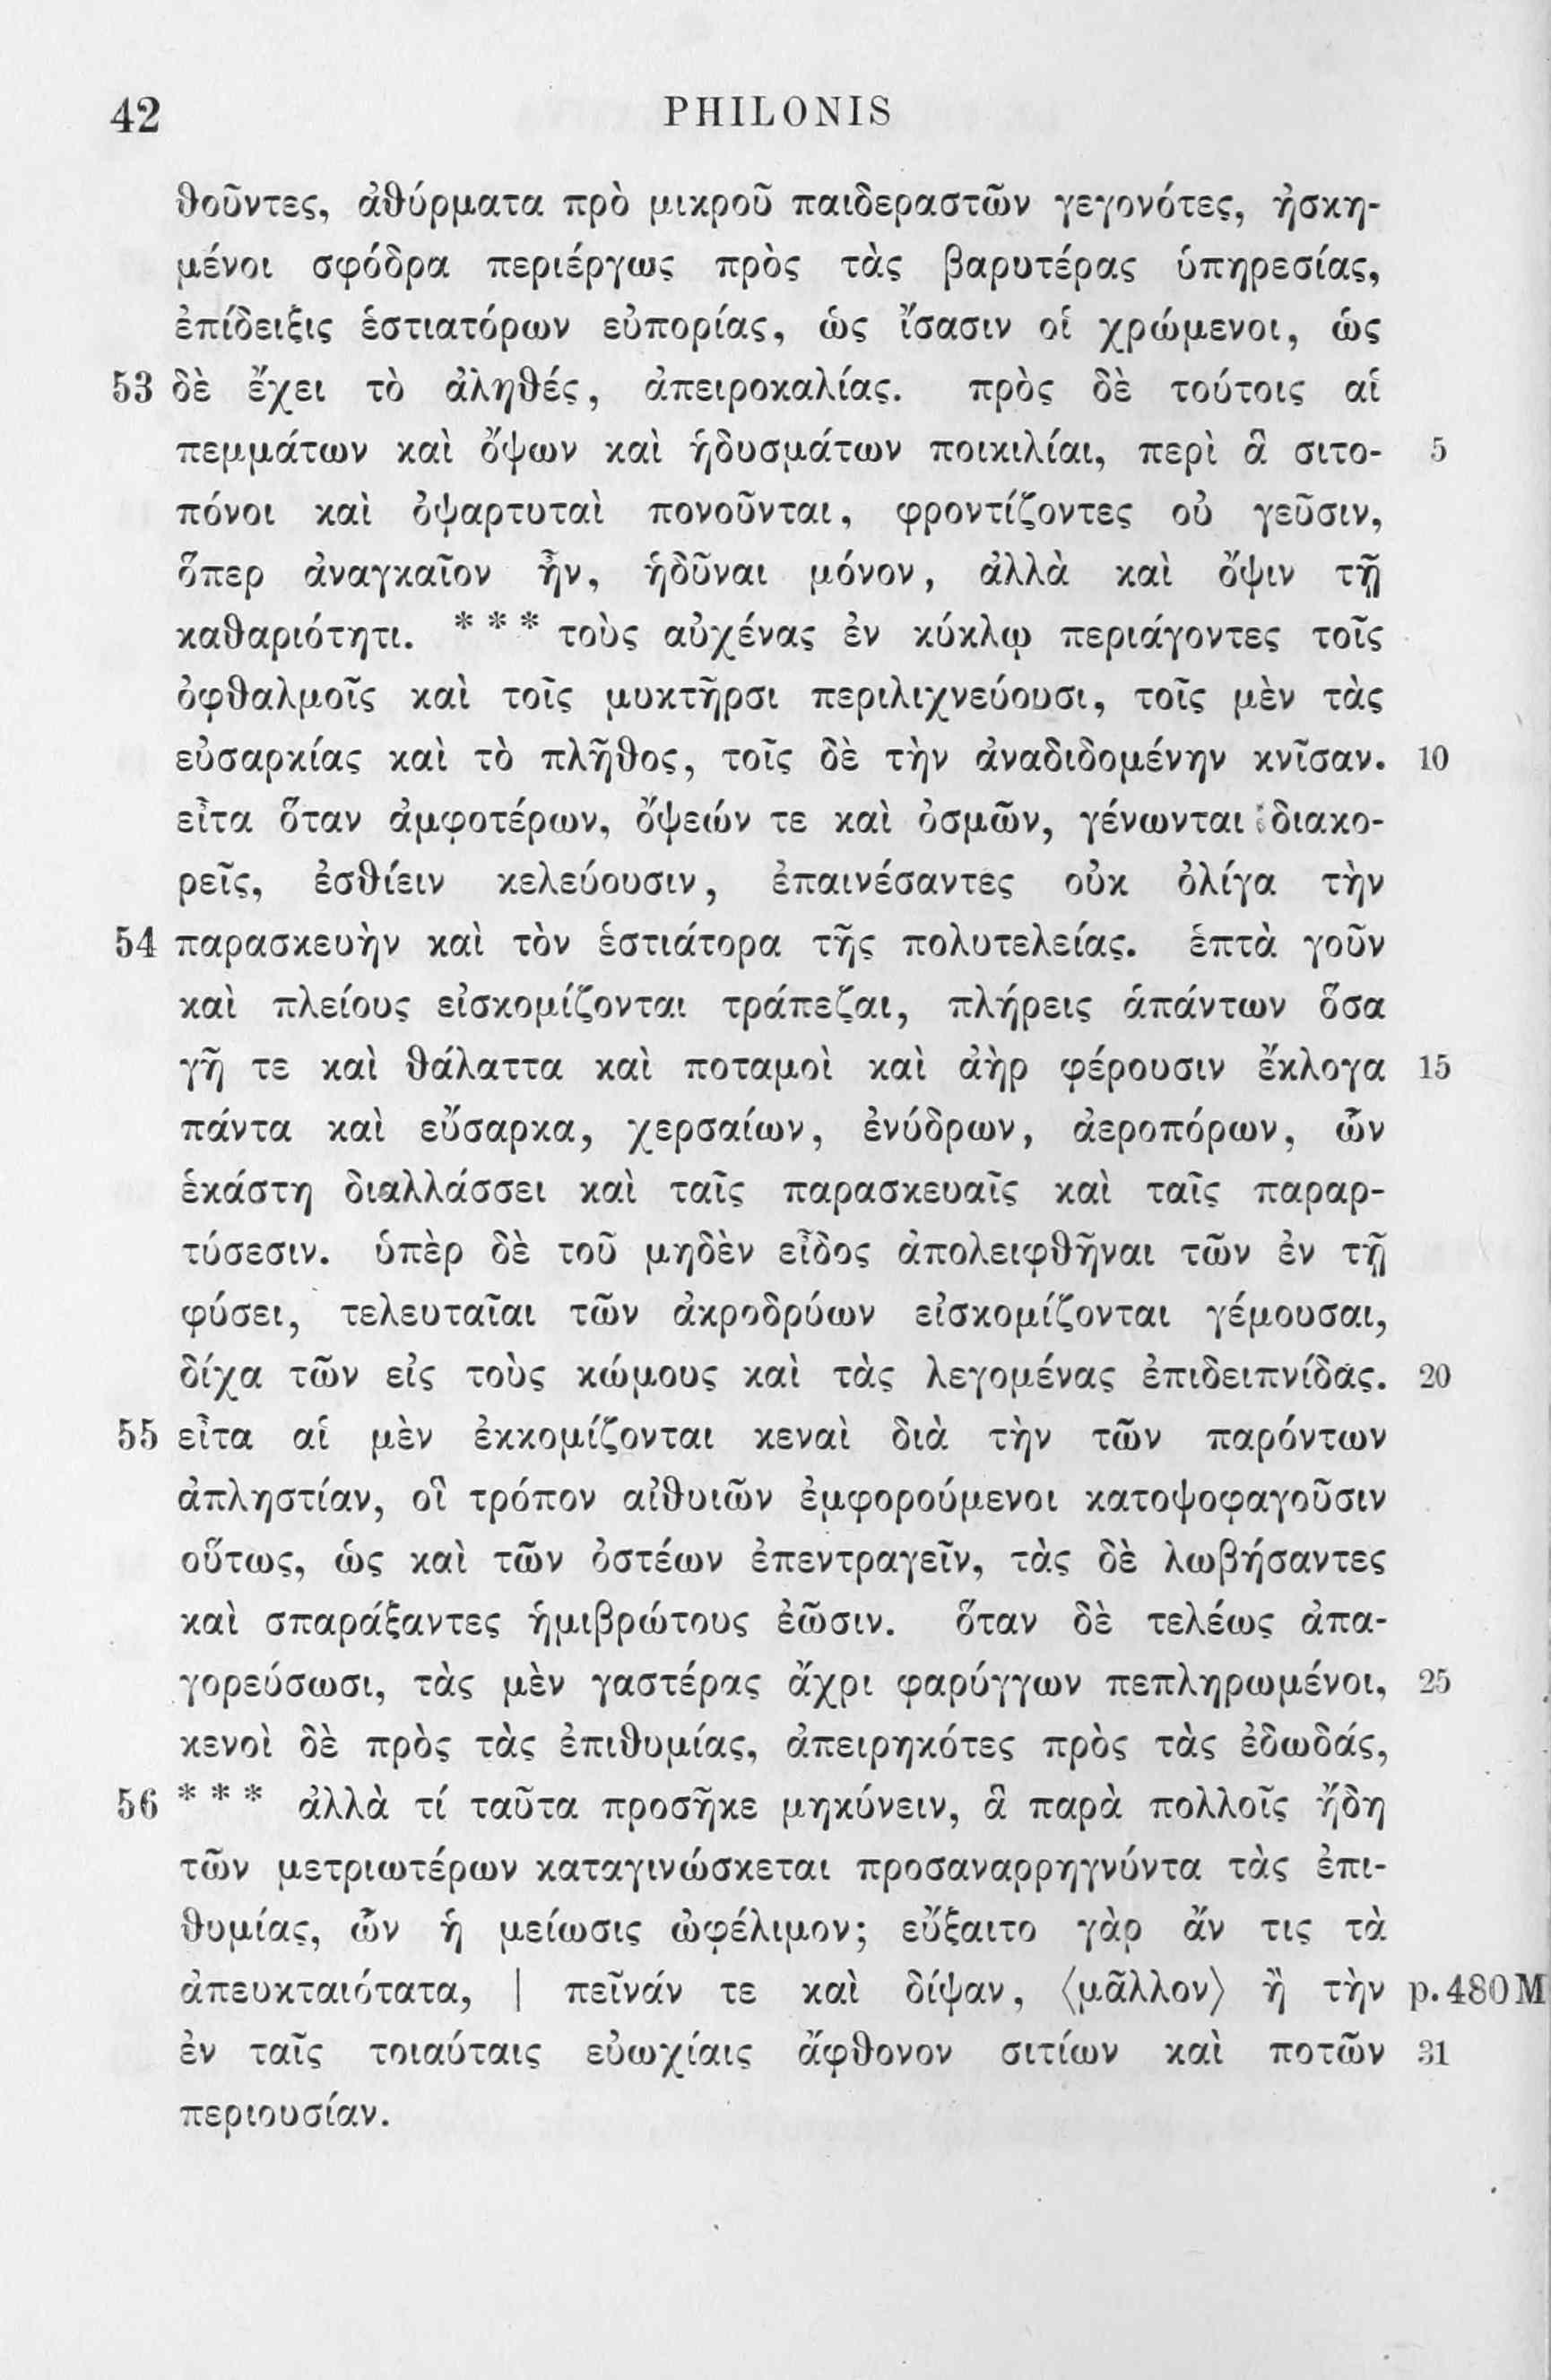 42 PHILONIS
θοῦντες, ἀθύρματα πρὸ μικροῦ παιδεραστῶν γεγονότες, ἠσκη-
μένοι σφόδρα περιέργως πρὸς τὰς βαρυτέρας ὑπηρεσίας,
ἐπίδειξις ἑστιατόρων εὐπορίας, ὡς ἴσασιν οἱ χρώμενοι, ὡς
53 δὲ ἔχει τὸ ἀληθές, ἀπειροκαλίας. πρὸς δὲ τούτοις αἱ
πεμμάτων καὶ ὄψων καὶ ἡδυσμάτων ποικιλίαι, περὶ ἃ σιτο- 5
πόνοι καὶ ὀψαρτυταὶ πονοῦνται, φροντίζοντες οὐ γεῦσιν,
ὅπερ ἀναγκαῖον ἦν, ἡδῦναι μόνον, ἀλλὰ καὶ ὄψιν τῇ
καθαριότητι. * * * τοὺς αὐχένας ἐν κύκλῳ περιάγοντες τοῖς
ὀφθαλμοῖς καὶ τοῖς μυκτῆρσι περιλιχνεύουσι, τοῖς μὲν τὰς
εὐσαρκίας καὶ τὸ πλῆθος, τοῖς δὲ τὴν ἀναδιδομένην κνῖσαν. 10
εἶτα ὅταν ἀμφοτέρων, ὄψεών τε καὶ ὀσμῶν, γένωνται διακο-
ρεῖς, ἐσθίειν κελεύουσιν, ἐπαινέσαντες οὐκ ὀλίγα τὴν
54 παρασκευὴν καὶ τὸν ἑστιάτορα τῆς πολυτελείας. ἑπτὰ γοῦν
καὶ πλείους εἰσκομίζονται τράπεζαι, πλήρεις ἁπάντων ὅσα
γῆ τε καὶ θάλαττα καὶ ποταμοὶ καὶ ἀὴρ φέρουσιν ἔκλογα 15
πάντα καὶ εὔσαρκα, χερσαίων, ἐνύδρων, ἀεροπόρων, ὧν
ἑκάστη διαλλάσσει καὶ ταῖς παρασκευαῖς καὶ ταῖς παραρ-
τύσεσιν. ὑπὲρ δὲ τοῦ μηδὲν εἶδος ἀπολειφθῆναι τῶν ἐν τῇ
φύσει, τελευταῖαι τῶν ἀκροδρύων εἰσκομίζονται γέμουσαι,
δίχα τῶν εἰς τοὺς κώμους καὶ τὰς λεγομένας ἐπιδειπνίδας. 20
55 εἶτα αἱ μὲν ἐκκομίζονται κεναὶ διὰ τὴν τῶν παρόντων
ἀπληστίαν, οἳ τρόπον αἰθυιῶν ἐμφορούμενοι κατοψοφαγοῦσιν
οὕτως, ὡς καὶ τῶν ὀστέων ἐπεντραγεῖν, τὰς δὲ λωβήσαντες
καὶ σπαράξαντες ἡμιβρώτους ἐῶσιν. ὅταν δὲ τελέως ἀπα-
γορεύσωσι, τὰς μὲν γαστέρας ἄχρι φαρύγγων πεπληρωμένοι, 25
κενοὶ δὲ πρὸς τὰς ἐπιθυμίας, ἀπειρηκότες πρὸς τὰς ἐδωδάς,
56 * * * ἀλλὰ τί ταῦτα προσῆκε μηκύνειν, ἃ παρὰ πολλοῖς ἤδη
τῶν μετριωτέρων καταγινώσκεται προσαναρρηγνύντα τὰς ἐπι-
θυμίας, ὧν ἡ μείωσις ὠφέλιμον; εὔξαιτο γὰρ ἄν τις τὰ
ἀπευκταιότατα, | πεῖνάν τε καὶ δίψαν, ⟨μᾶλλον⟩ ἢ τὴν p.480M
ἐν ταῖς τοιαύταις εὐωχίαις ἄφθονον σιτίων καὶ ποτῶν 31
περιουσίαν.